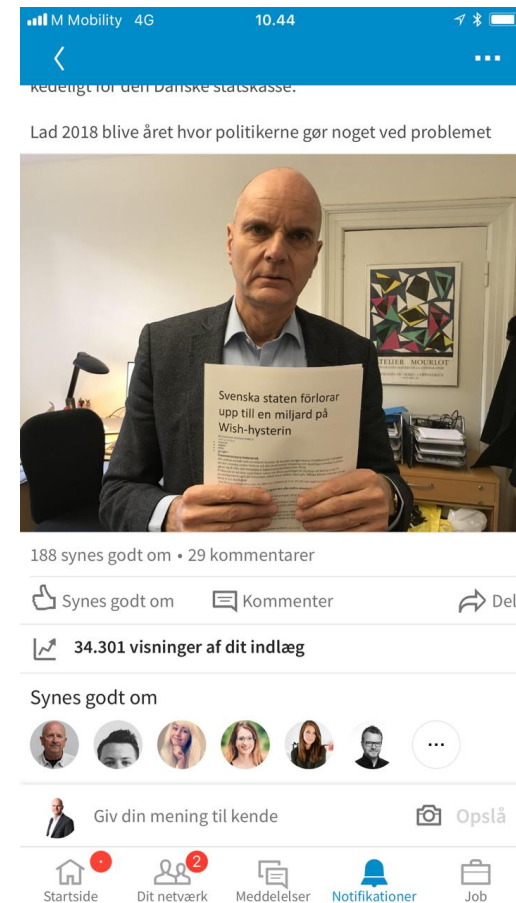 M Mobility 4G 10.44
kedeligt for den Danske statskasse.
Lad 2018 blive året hvor politikerne gør noget ved problemet
ATELIER MOURLOT
Svenska staten förlorar
upp till en miljard på
Wish-hysterin
188 synes godt om • 29 kommentarer
Synes godt om Kommenter Del
34.301 visninger af dit indlæg
Synes godt om
...
Giv din mening til kende Opslå
2
Startside Dit netværk Meddelelser Notifikationer Job